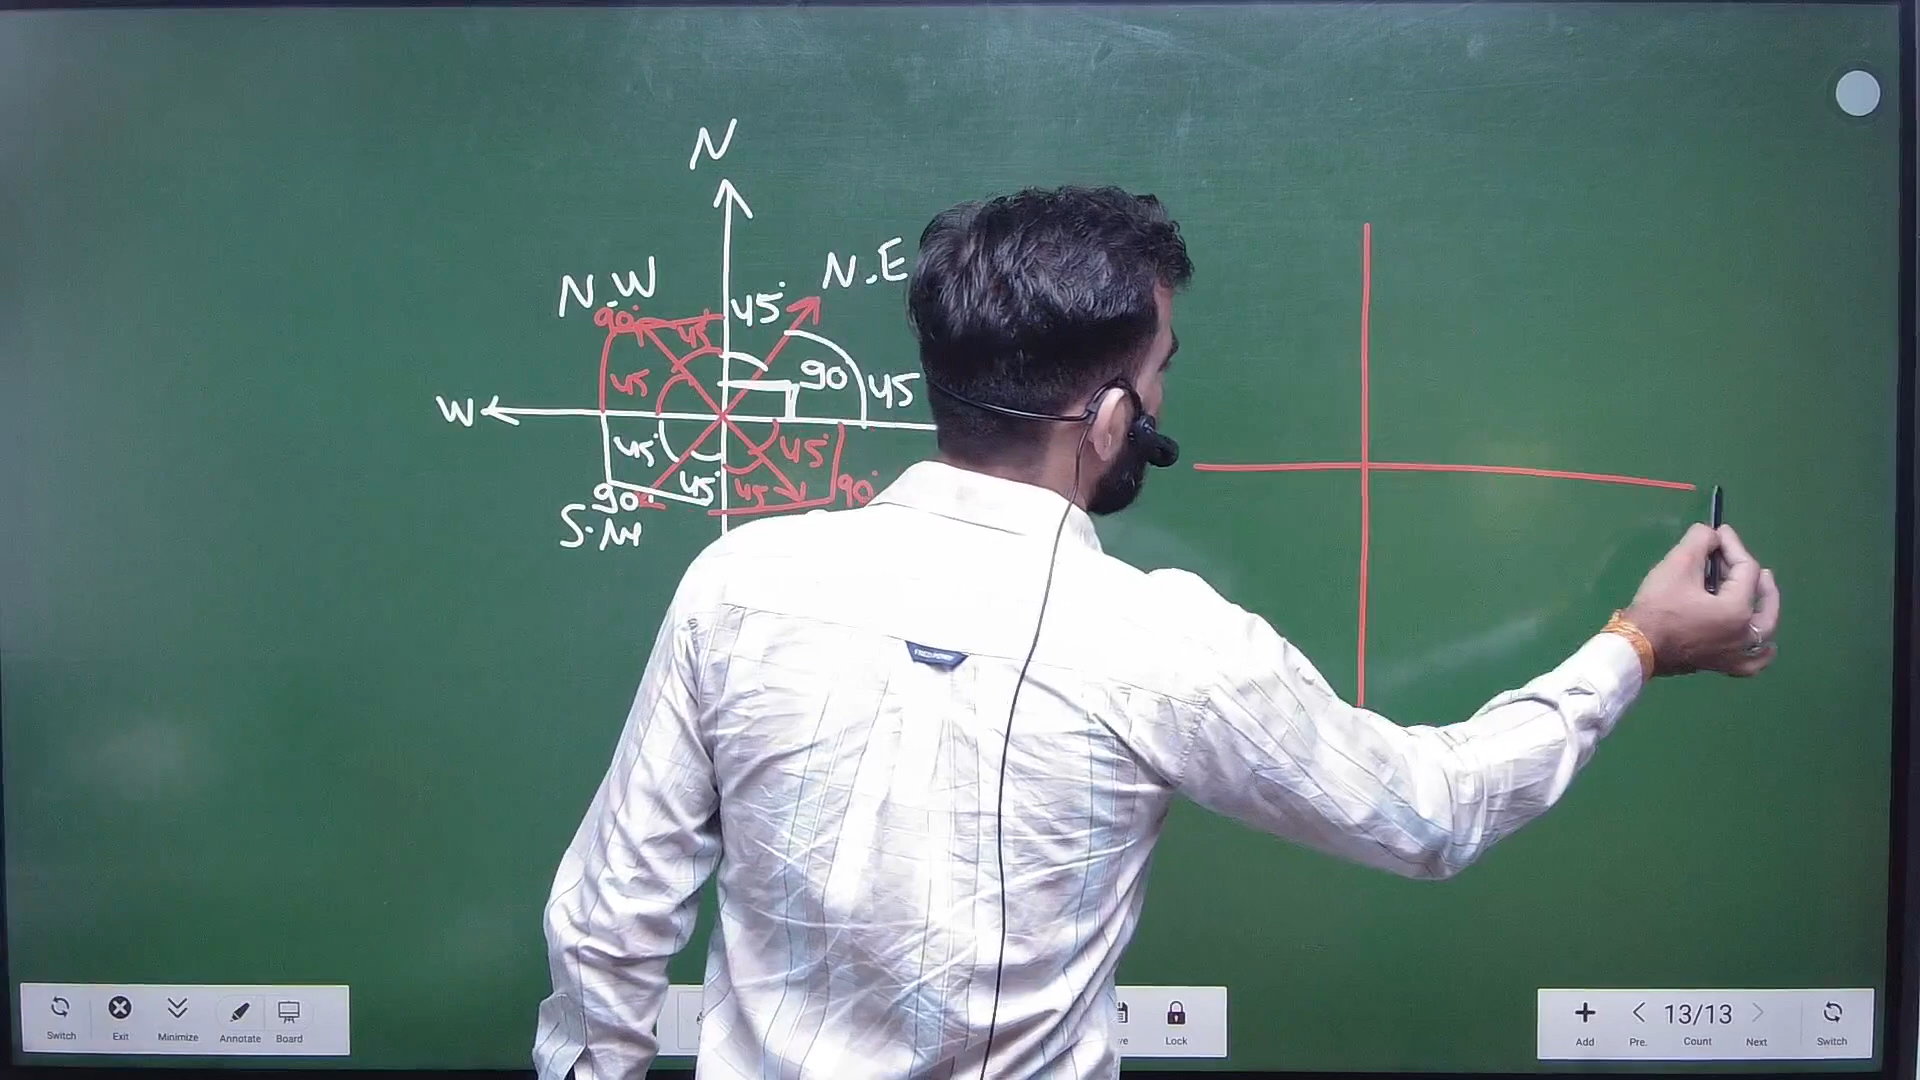 N
N.W
N.E
90°
45
45°
45
90
45
W
45°
45°
45°
45
90°
90°
S.W
Switch
Exit
Minimize
Annotate
Board
Lock
13/13
Add
Pre.
Count
Next
Switch